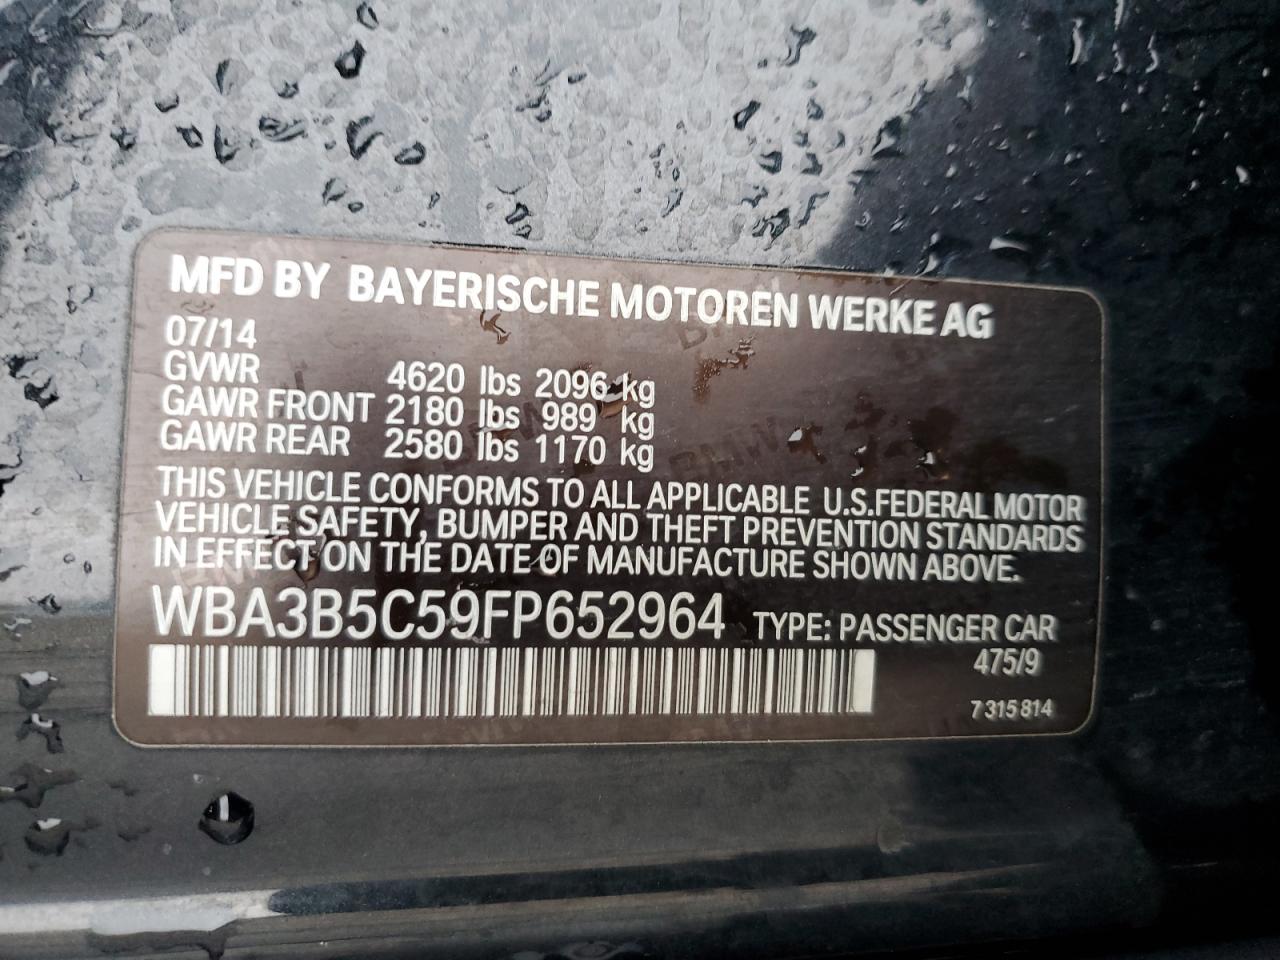 MFD BY BAYERISCHE MOTOREN WERKE AG
07/14
GVWR 4620 lbs 2096 kg
GAWR FRONT 2180 lbs 989 kg
GAWR REAR 2580 lbs 1170 kg
THIS VEHICLE CONFORMS TO ALL APPLICABLE U.S.FEDERAL MOTOR
VEHICLE SAFETY, BUMPER AND THEFT PREVENTION STANDARDS
IN EFFECT ON THE DATE OF MANUFACTURE SHOWN ABOVE.
WBA3B5C59FP652964 TYPE: PASSENGER CAR
475/9
7 315 814